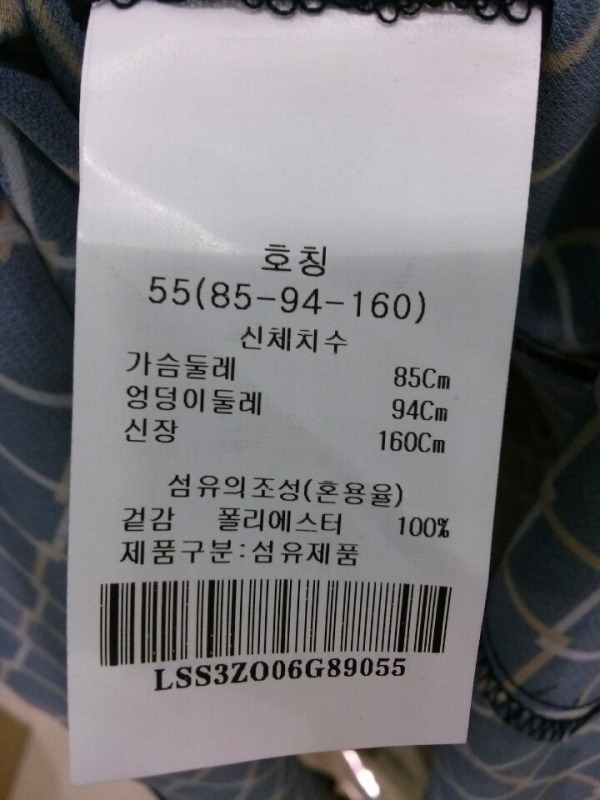 호칭
55(85-94-160)
신체치수
가슴둘레 85Cm
엉덩이둘레 94Cm
신장 160Cm
섬유의조성(혼용율)
겉감 폴리에스터 100%
제품구분:섬유제품
LSS3ZO06G89055